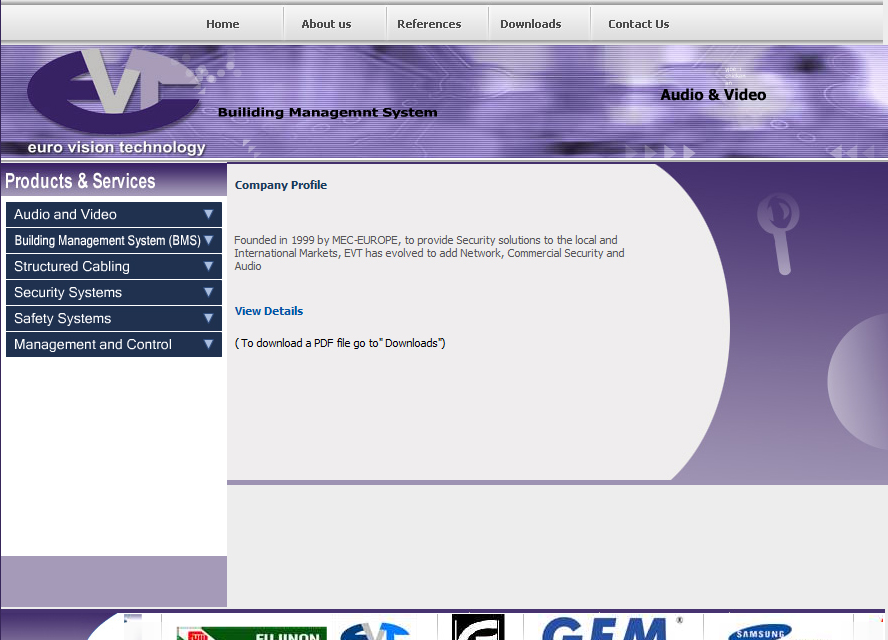 Home About us References Downloads Contact Us
EVT
euro vision technology
Builiding Managemnt System
Audio & Video
Products & Services
Audio and Video
Building Management System (BMS)
Structured Cabling
Security Systems
Safety Systems
Management and Control
Company Profile
Founded in 1999 by MEC-EUROPE, to provide Security solutions to the local and
International Markets, EVT has evolved to add Network, Commercial Security and
Audio
View Details
( To download a PDF file go to" Downloads")
FUJINON
EVT
GEM ®
SAMSUNG